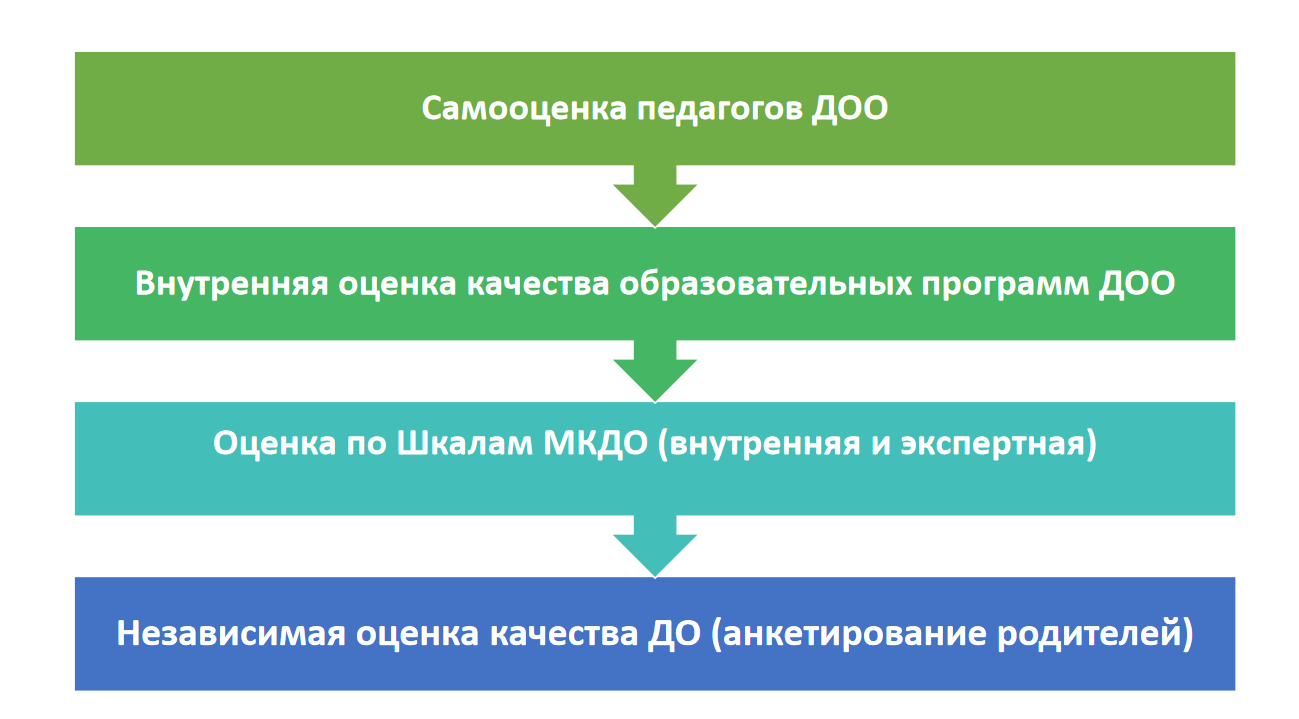 Самооценка педагогов ДОО
Внутренняя оценка качества образовательных программ ДОО
Оценка по Шкалам МКДО (внутренняя и экспертная)
Независимая оценка качества ДО (анкетирование родителей)